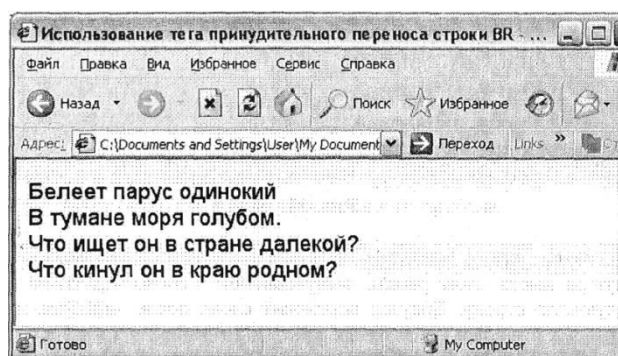 Использование тега принудительного переноса строки BR - ...
Файл Правка Вид Избранное Сервис Справка
Назад Поиск Избранное
Адрес: C:\Documents and Settings\User\My Document Переход Links »
Белеет парус одинокий
В тумане моря голубом.
Что ищет он в стране далекой?
Что кинул он в краю родном?
Готово My Computer